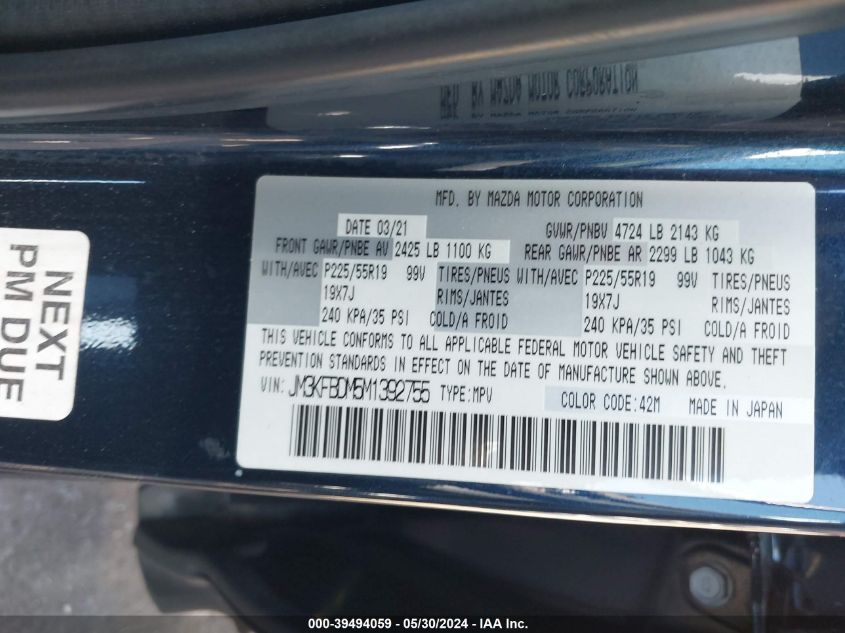 MFD. BY MAZDA MOTOR CORPORATION
DATE 03/21 GVWR/PNBV 4724 LB 2143 KG
FRONT GAWR/PNBE AV 2425 LB 1100 KG REAR GAWR/PNBE AR 2299 LB 1043 KG
WITH/AVEC P225/55R19 99V TIRES/PNEUS WITH/AVEC P225/55R19 99V TIRES/PNEUS
19X7J RIMS/JANTES 19X7J RIMS/JANTES
240 KPA/35 PSI COLD/A FROID 240 KPA/35 PSI COLD/A FROID
THIS VEHICLE CONFORMS TO ALL APPLICABLE FEDERAL MOTOR VEHICLE SAFETY AND THEFT
PREVENTION STANDARDS IN EFFECT ON THE DATE OF MANUFACTURE SHOWN ABOVE.
VIN: JM3KFBDM5M1392755 TYPE:MPV COLOR CODE:42M MADE IN JAPAN
NEXT
PM DUE
000-39494059 / 05/30/2024 - IAA Inc.